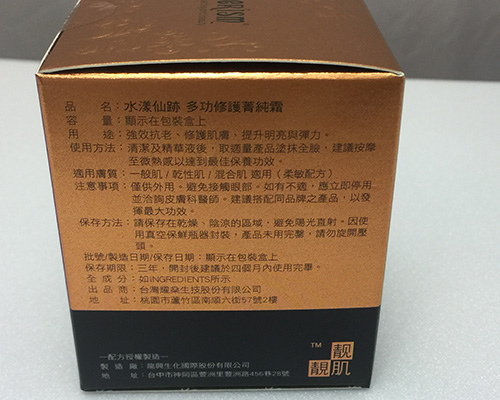 品　　名：水漾仙跡 多功修護菁純霜
容　　量：顯示在包裝盒上
用　　途：強效抗老、修護肌膚、提升明亮與彈力。
使用方法：清潔及精華液後，取適量產品塗抹全臉，建議按摩
至微熱感以達到最佳保養功效。
適用膚質：一般肌/乾性肌/混合肌 適用（柔敏配方）
注意事項：僅供外用。避免接觸眼部。如有不適，應立即停用
並洽詢皮膚科醫師。建議搭配同品牌之產品，以發
揮最大功效。
保存方法：請保存在乾燥、陰涼的區域，避免陽光直射。因使
用真空保鮮瓶器封裝，產品未用完罄，請勿旋開壓
頭。
批號/製造日期/保存日期：顯示在包裝盒上
保存期限：三年，開封後建議於四個月內使用完畢。
全 成 分：如INGREDIENTS所示
出 品 商：台灣耀燊生技股份有限公司
地　　址：桃園市蘆竹區南順六街57號2樓
—配方授權製造—
製 造 廠：龍興生化國際股份有限公司
地　　址：台中市神岡區豐洲里豐洲路456巷28號
TM
靚
靚肌